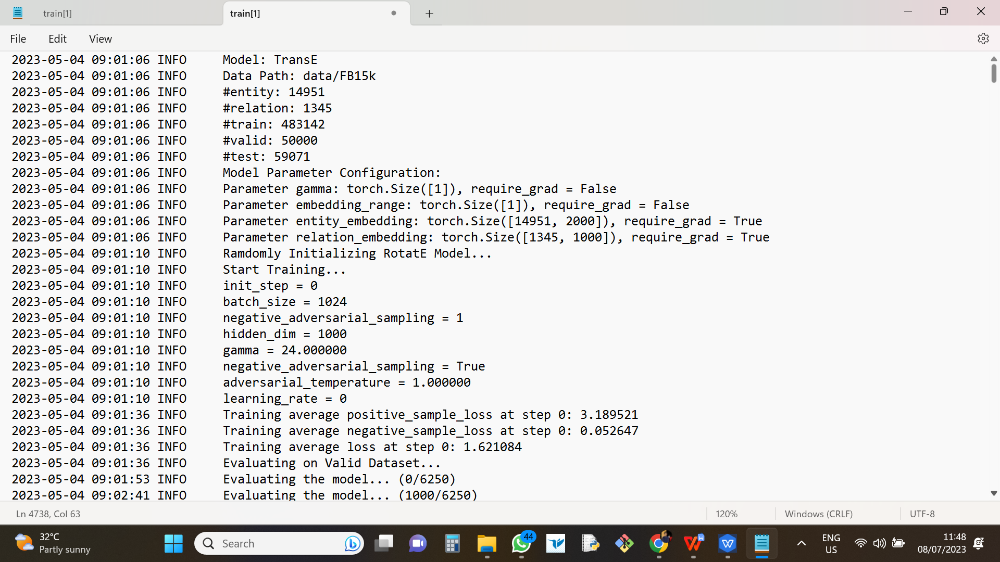 train[1]
train[1]
File Edit View
2023-05-04 09:01:06 INFO     Model: TransE
2023-05-04 09:01:06 INFO     Data Path: data/FB15k
2023-05-04 09:01:06 INFO     #entity: 14951
2023-05-04 09:01:06 INFO     #relation: 1345
2023-05-04 09:01:06 INFO     #train: 483142
2023-05-04 09:01:06 INFO     #valid: 50000
2023-05-04 09:01:06 INFO     #test: 59071
2023-05-04 09:01:06 INFO     Model Parameter Configuration:
2023-05-04 09:01:06 INFO     Parameter gamma: torch.Size([1]), require_grad = False
2023-05-04 09:01:06 INFO     Parameter embedding_range: torch.Size([1]), require_grad = False
2023-05-04 09:01:06 INFO     Parameter entity_embedding: torch.Size([14951, 2000]), require_grad = True
2023-05-04 09:01:06 INFO     Parameter relation_embedding: torch.Size([1345, 1000]), require_grad = True
2023-05-04 09:01:10 INFO     Ramdomly Initializing RotatE Model...
2023-05-04 09:01:10 INFO     Start Training...
2023-05-04 09:01:10 INFO     init_step = 0
2023-05-04 09:01:10 INFO     batch_size = 1024
2023-05-04 09:01:10 INFO     negative_adversarial_sampling = 1
2023-05-04 09:01:10 INFO     hidden_dim = 1000
2023-05-04 09:01:10 INFO     gamma = 24.000000
2023-05-04 09:01:10 INFO     negative_adversarial_sampling = True
2023-05-04 09:01:10 INFO     adversarial_temperature = 1.000000
2023-05-04 09:01:10 INFO     learning_rate = 0
2023-05-04 09:01:36 INFO     Training average positive_sample_loss at step 0: 3.189521
2023-05-04 09:01:36 INFO     Training average negative_sample_loss at step 0: 0.052647
2023-05-04 09:01:36 INFO     Training average loss at step 0: 1.621084
2023-05-04 09:01:36 INFO     Evaluating on Valid Dataset...
2023-05-04 09:01:53 INFO     Evaluating the model... (0/6250)
2023-05-04 09:02:41 INFO     Evaluating the model... (1000/6250)
Ln 4738, Col 63
120%
Windows (CRLF)
UTF-8
32°C
Partly sunny
Search
44
ENG
US
11:48
08/07/2023